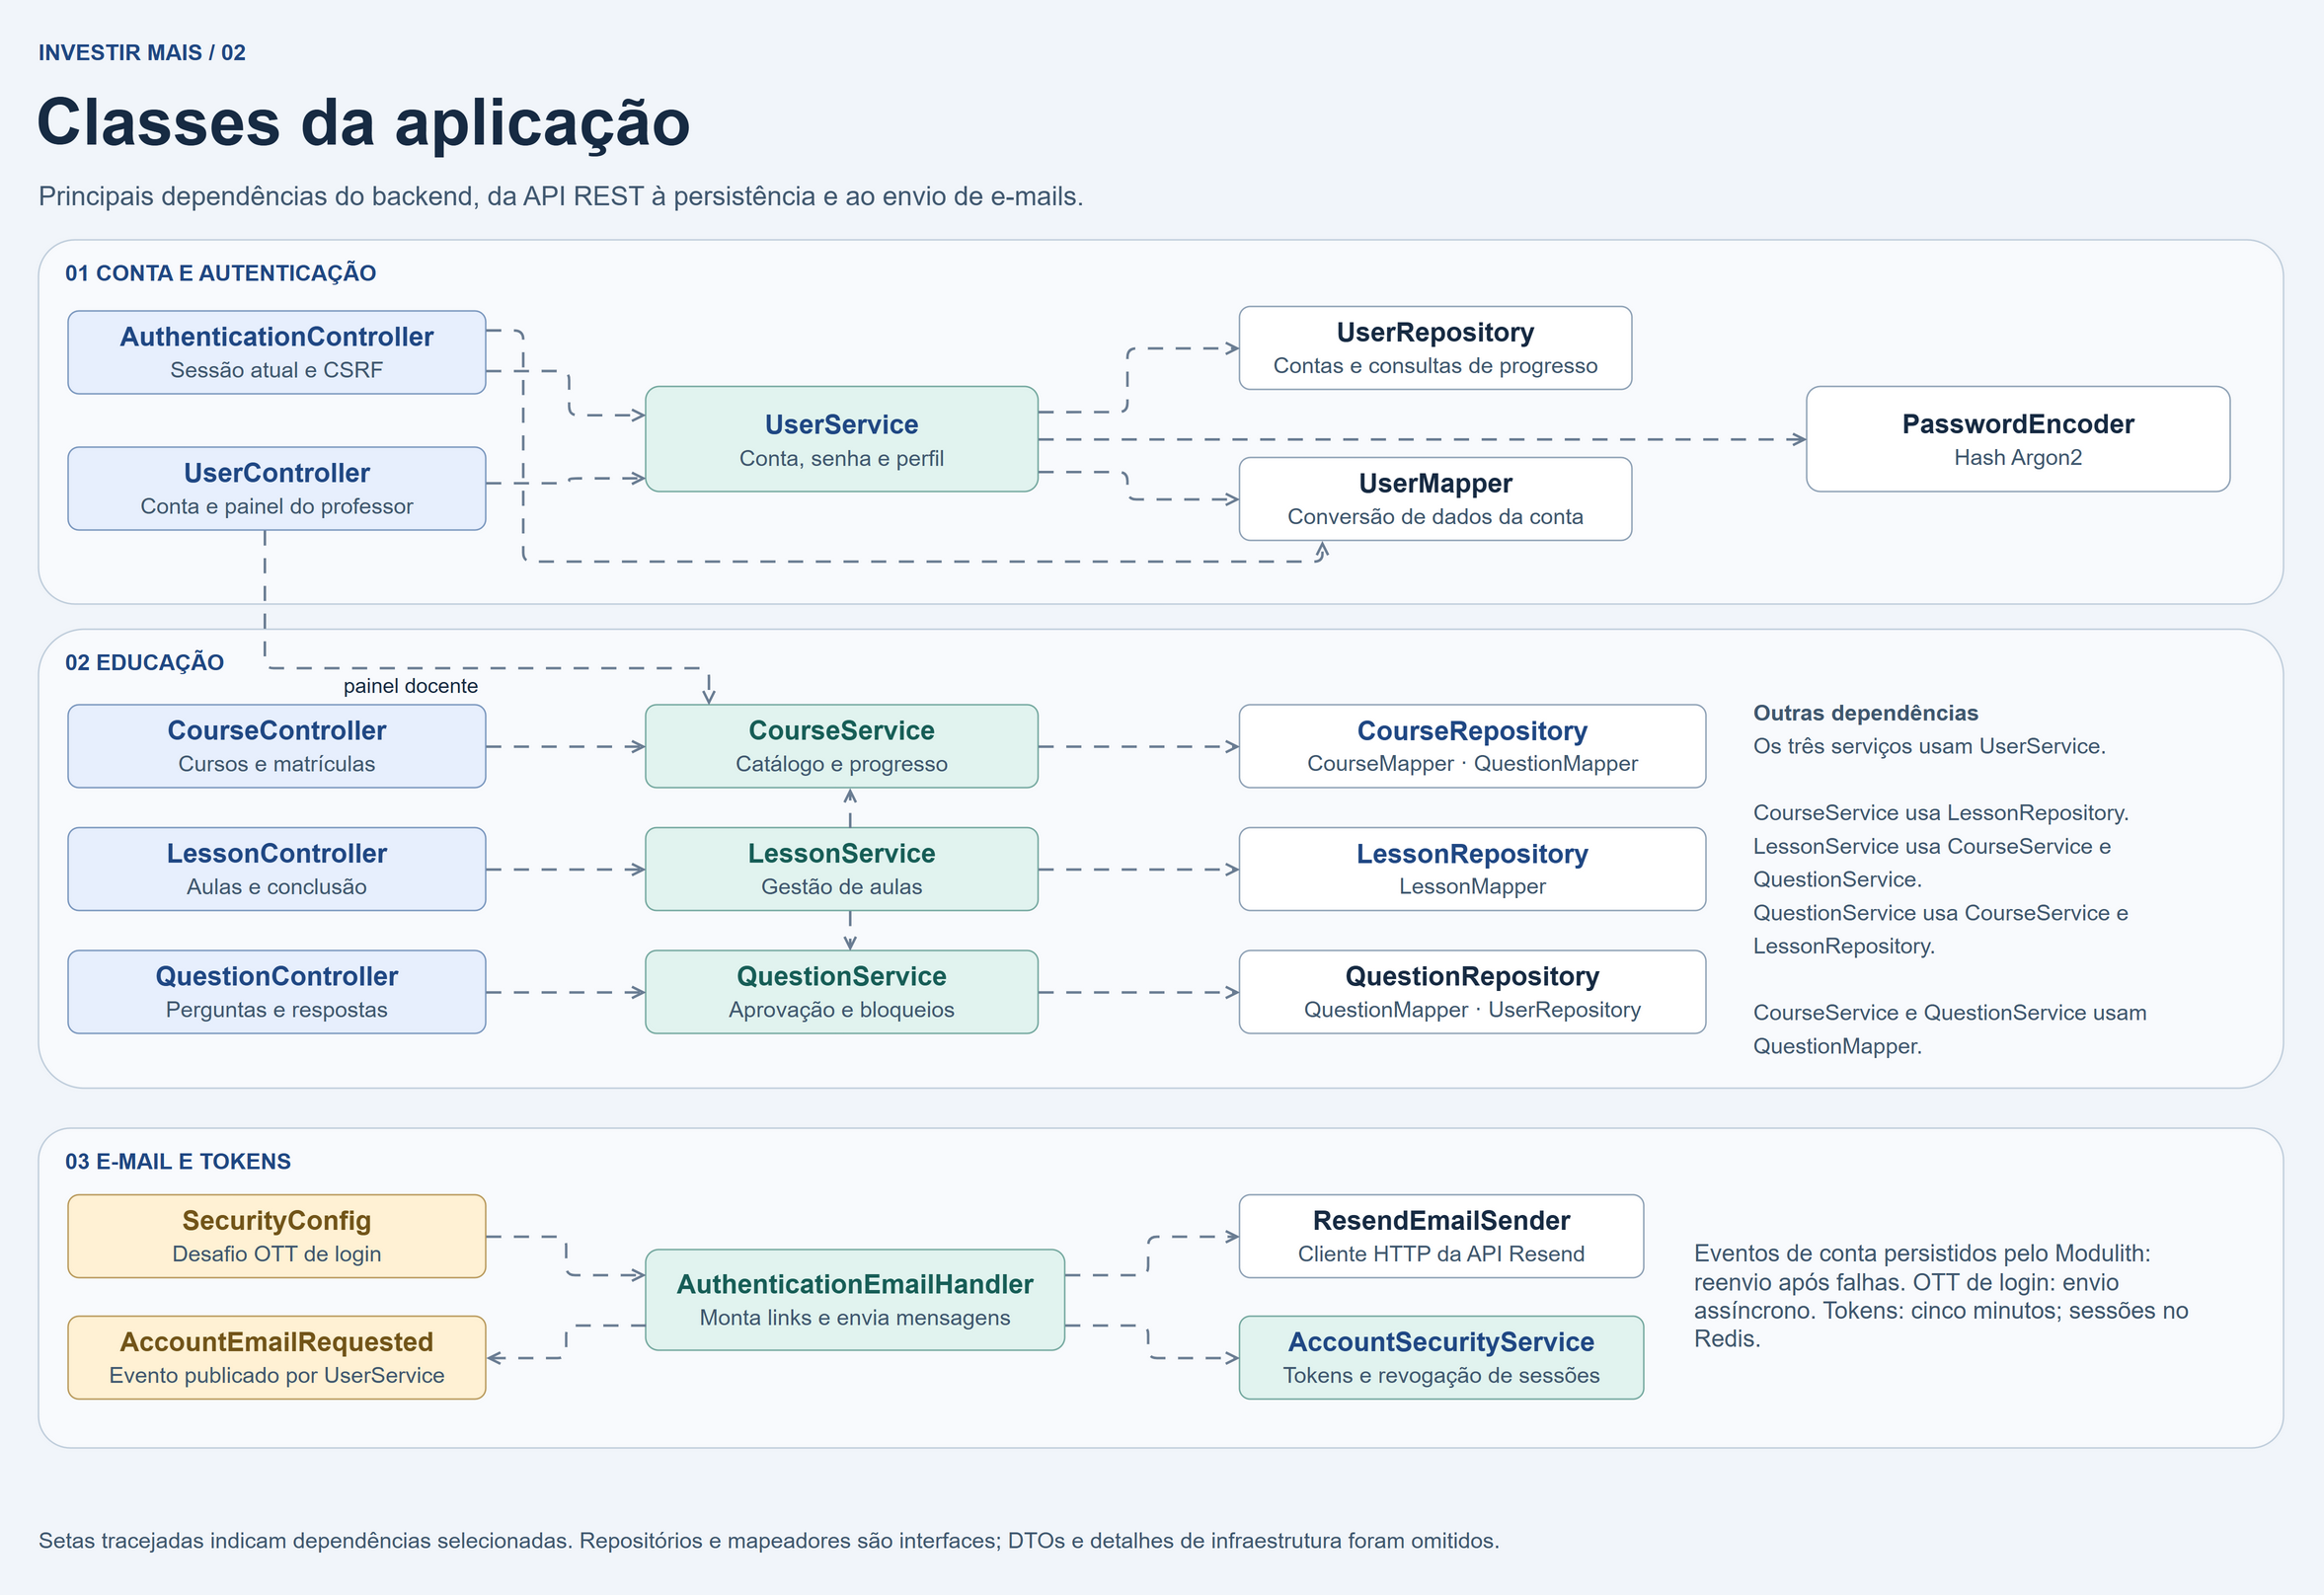 INVESTIR MAIS / 02
Classes da aplicação
Principais dependências do backend, da API REST à persistência e ao envio de e-mails.
01 CONTA E AUTENTICAÇÃO
AuthenticationController
Sessão atual e CSRF
UserController
Conta e painel do professor
UserService
Conta, senha e perfil
UserRepository
Contas e consultas de progresso
UserMapper
Conversão de dados da conta
PasswordEncoder
Hash Argon2
02 EDUCAÇÃO
painel docente
CourseController
Cursos e matrículas
CourseService
Catálogo e progresso
CourseRepository
CourseMapper · QuestionMapper
LessonController
Aulas e conclusão
LessonService
Gestão de aulas
LessonRepository
LessonMapper
QuestionController
Perguntas e respostas
QuestionService
Aprovação e bloqueios
QuestionRepository
QuestionMapper · UserRepository
Outras dependências
Os três serviços usam UserService.
CourseService usa LessonRepository.
LessonService usa CourseService e
QuestionService.
QuestionService usa CourseService e
LessonRepository.
CourseService e QuestionService usam
QuestionMapper.
03 E-MAIL E TOKENS
SecurityConfig
Desafio OTT de login
AccountEmailRequested
Evento publicado por UserService
AuthenticationEmailHandler
Monta links e envia mensagens
ResendEmailSender
Cliente HTTP da API Resend
AccountSecurityService
Tokens e revogação de sessões
Eventos de conta persistidos pelo Modulith:
reenvio após falhas. OTT de login: envio
assíncrono. Tokens: cinco minutos; sessões no
Redis.
Setas tracejadas indicam dependências selecionadas. Repositórios e mapeadores são interfaces; DTOs e detalhes de infraestrutura foram omitidos.